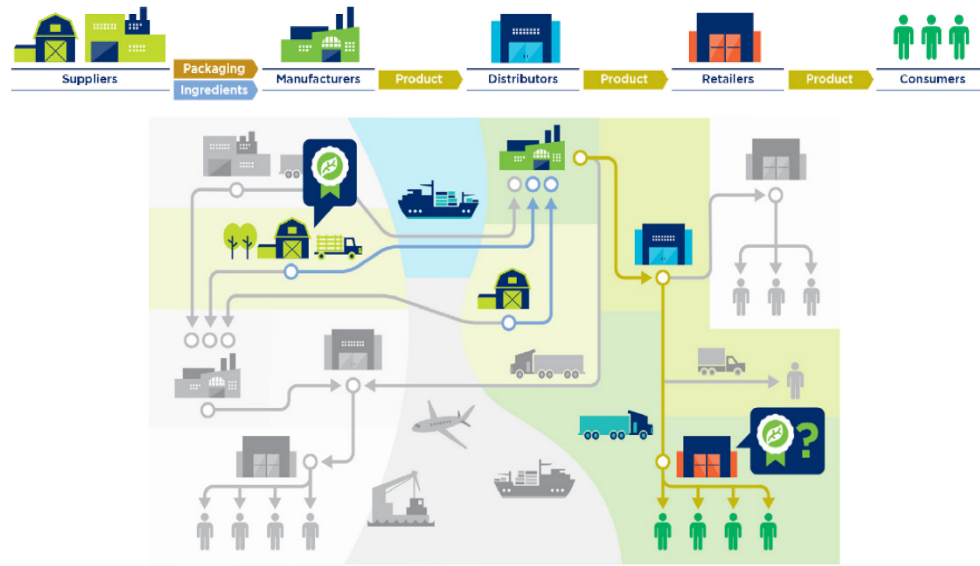 Suppliers
Packaging
Ingredients
Manufacturers
Product
Distributors
Product
Retailers
Product
Consumers
?